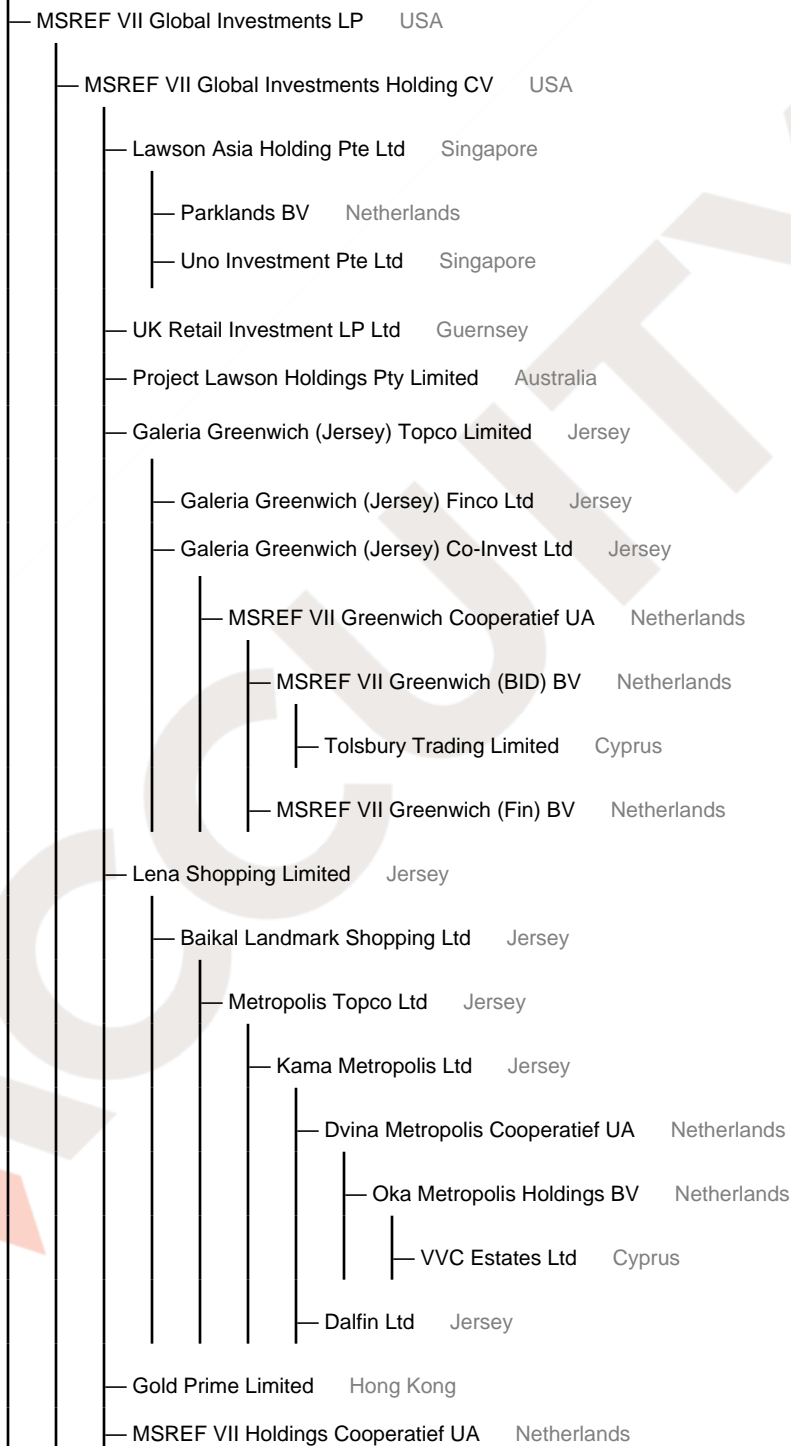 MSREF VII Global Investments LP USA
MSREF VII Global Investments Holding CV USA
Lawson Asia Holding Pte Ltd Singapore
Parklands BV Netherlands
Uno Investment Pte Ltd Singapore
UK Retail Investment LP Ltd Guernsey
Project Lawson Holdings Pty Limited Australia
Galeria Greenwich (Jersey) Topco Limited Jersey
Galeria Greenwich (Jersey) Finco Ltd Jersey
Galeria Greenwich (Jersey) Co-Invest Ltd Jersey
MSREF VII Greenwich Cooperatief UA Netherlands
MSREF VII Greenwich (BID) BV Netherlands
Tolsbury Trading Limited Cyprus
MSREF VII Greenwich (Fin) BV Netherlands
Lena Shopping Limited Jersey
Baikal Landmark Shopping Ltd Jersey
Metropolis Topco Ltd Jersey
Kama Metropolis Ltd Jersey
Dvina Metropolis Cooperatief UA Netherlands
Oka Metropolis Holdings BV Netherlands
VVC Estates Ltd Cyprus
Dalfin Ltd Jersey
Gold Prime Limited Hong Kong
MSREF VII Holdings Cooperatief UA Netherlands
ACCUITY